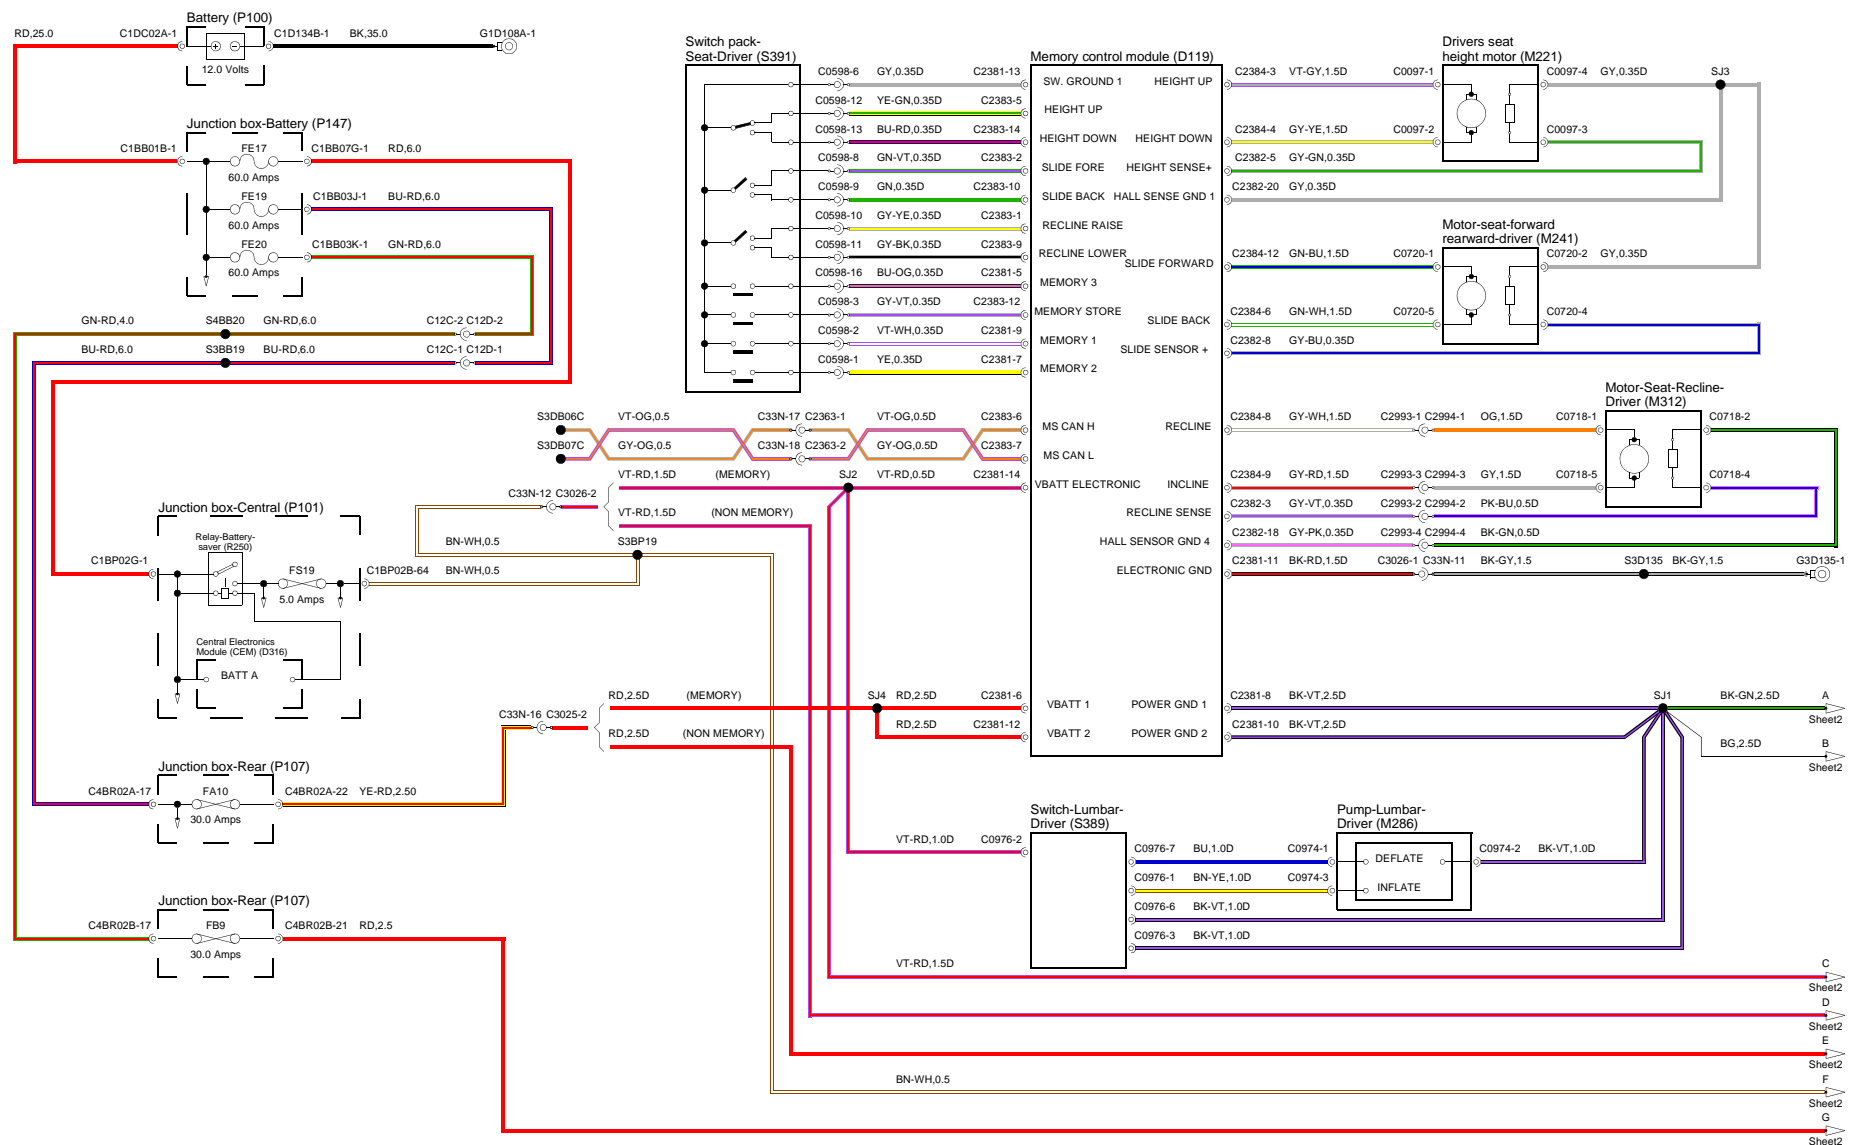 Battery (P100)
RD,25.0
C1DC02A-1
C1D134B-1
BK,35.0
G1D108A-1
12.0 Volts
Junction box-Battery (P147)
C1BB01B-1
FE17
C1BB07G-1
RD,6.0
60.0 Amps
FE19
C1BB03J-1
BU-RD,6.0
60.0 Amps
FE20
C1BB03K-1
GN-RD,6.0
60.0 Amps
GN-RD,4.0
S4BB20
GN-RD,6.0
C12C-2 C12D-2
BU-RD,6.0
S3BB19
BU-RD,6.0
C12C-1 C12D-1
Switch pack-
Seat-Driver (S391)
C0598-6 GY,0.35D C2381-13
C0598-12 YE-GN,0.35D C2383-5
C0598-13 BU-RD,0.35D C2383-14
C0598-8 GN-VT,0.35D C2383-2
C0598-9 GN,0.35D C2383-10
C0598-10 GY-YE,0.35D C2383-1
C0598-11 GY-BK,0.35D C2383-9
C0598-16 BU-OG,0.35D C2381-5
C0598-3 GY-VT,0.35D C2383-12
C0598-2 VT-WH,0.35D C2381-9
C0598-1 YE,0.35D C2381-7
S3DB06C VT-OG,0.5 C33N-17 C2363-1 VT-OG,0.5D C2383-6
S3DB07C GY-OG,0.5 C33N-18 C2363-2 GY-OG,0.5D C2383-7
VT-RD,1.5D (MEMORY) SJ2 VT-RD,0.5D C2381-14
C33N-12 C3026-2
VT-RD,1.5D (NON MEMORY)
BN-WH,0.5
S3BP19
BN-WH,0.5
Memory control module (D119)
SW. GROUND 1
HEIGHT UP
HEIGHT DOWN
SLIDE FORE
SLIDE BACK
RECLINE RAISE
RECLINE LOWER
MEMORY 3
MEMORY STORE
MEMORY 1
MEMORY 2
MS CAN H
MS CAN L
VBATT ELECTRONIC
VBATT 1
VBATT 2
HEIGHT UP
HEIGHT DOWN
HEIGHT SENSE+
HALL SENSE GND 1
SLIDE FORWARD
SLIDE BACK
SLIDE SENSOR +
RECLINE
INCLINE
RECLINE SENSE
HALL SENSOR GND 4
ELECTRONIC GND
POWER GND 1
POWER GND 2
Drivers seat
height motor (M221)
C2384-3 VT-GY,1.5D C0097-1
C0097-4 GY,0.35D SJ3
C2384-4 GY-YE,1.5D C0097-2
C0097-3
C2382-5 GY-GN,0.35D
C2382-20 GY,0.35D
Motor-seat-forward
rearward-driver (M241)
C2384-12 GN-BU,1.5D C0720-1
C0720-2 GY,0.35D
C2384-6 GN-WH,1.5D C0720-5
C0720-4
C2382-8 GY-BU,0.35D
Motor-Seat-Recline-
Driver (M312)
C2384-8 GY-WH,1.5D C2993-1 C2994-1 OG,1.5D C0718-1
C0718-2
C2384-9 GY-RD,1.5D C2993-3 C2994-3 GY,1.5D C0718-5
C0718-4
C2382-3 GY-VT,0.35D C2993-2 C2994-2 PK-BU,0.5D
C2382-18 GY-PK,0.35D C2993-4 C2994-4 BK-GN,0.5D
C2381-11 BK-RD,1.5D C3026-1 C33N-11 BK-GY,1.5 S3D135 BK-GY,1.5 G3D135-1
Junction box-Central (P101)
Relay-Battery-
saver (R250)
C1BP02G-1
FS19
C1BP02B-64
5.0 Amps
Central Electronics
Module (CEM) (D316)
BATT A
RD,2.5D (MEMORY) SJ4 RD,2.5D C2381-6
C33N-16 C3025-2
RD,2.5D C2381-12
RD,2.5D (NON MEMORY)
C2381-8 BK-VT,2.5D SJ1 BK-GN,2.5D A
Sheet2
C2381-10 BK-VT,2.5D
BG,2.5D B
Sheet2
Junction box-Rear (P107)
C4BR02A-17 FA10 C4BR02A-22 YE-RD,2.50
30.0 Amps
Junction box-Rear (P107)
C4BR02B-17 FB9 C4BR02B-21 RD,2.5
30.0 Amps
Switch-Lumbar-
Driver (S389)
VT-RD,1.0D C0976-2
Pump-Lumbar-
Driver (M286)
C0976-7 BU,1.0D C0974-1
DEFLATE
C0974-2 BK-VT,1.0D
C0976-1 BN-YE,1.0D C0974-3
INFLATE
C0976-6 BK-VT,1.0D
C0976-3 BK-VT,1.0D
VT-RD,1.5D
C
Sheet2
D
Sheet2
E
Sheet2
BN-WH,0.5
F
Sheet2
G
Sheet2